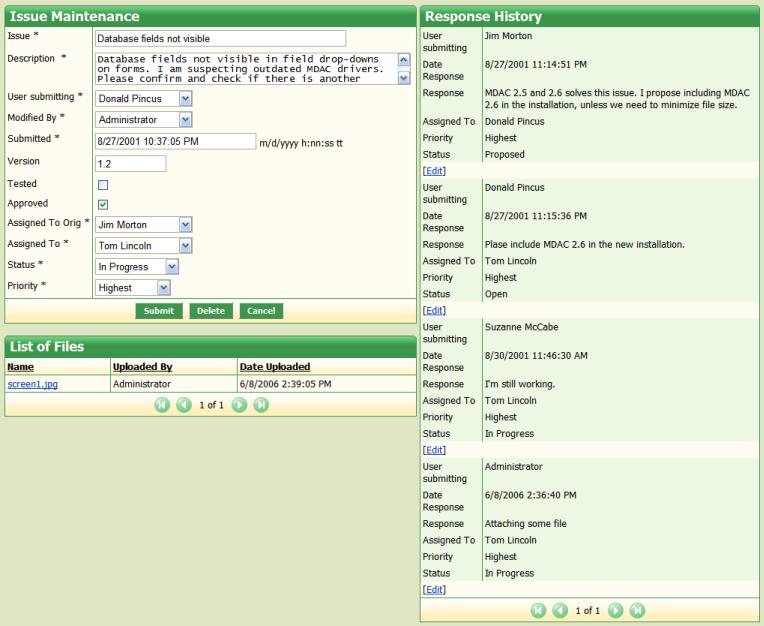 Issue Maintenance
Issue * Database fields not visible
Description * Database fields not visible in field drop-downs
on forms. I am suspecting outdated MDAC drivers.
Please confirm and check if there is another
User submitting * Donald Pincus
Modified By * Administrator
Submitted * 8/27/2001 10:37:05 PM m/d/yyyy h:nn:ss tt
Version 1.2
Tested
Approved
Assigned To Orig * Jim Morton
Assigned To * Tom Lincoln
Status * In Progress
Priority * Highest
Submit Delete Cancel
List of Files
Name Uploaded By Date Uploaded
screen1.jpg Administrator 6/8/2006 2:39:05 PM
1 of 1
Response History
User submitting Jim Morton
Date Response 8/27/2001 11:14:51 PM
Response MDAC 2.5 and 2.6 solves this issue. I propose including MDAC
2.6 in the installation, unless we need to minimize file size.
Assigned To Donald Pincus
Priority Highest
Status Proposed
[Edit]
User submitting Donald Pincus
Date Response 8/27/2001 11:15:36 PM
Response Plase include MDAC 2.6 in the new installation.
Assigned To Tom Lincoln
Priority Highest
Status Open
[Edit]
User submitting Suzanne McCabe
Date Response 8/30/2001 11:46:30 AM
Response I'm still working.
Assigned To Tom Lincoln
Priority Highest
Status In Progress
[Edit]
User submitting Administrator
Date Response 6/8/2006 2:36:40 PM
Response Attaching some file
Assigned To Tom Lincoln
Priority Highest
Status In Progress
[Edit]
1 of 1